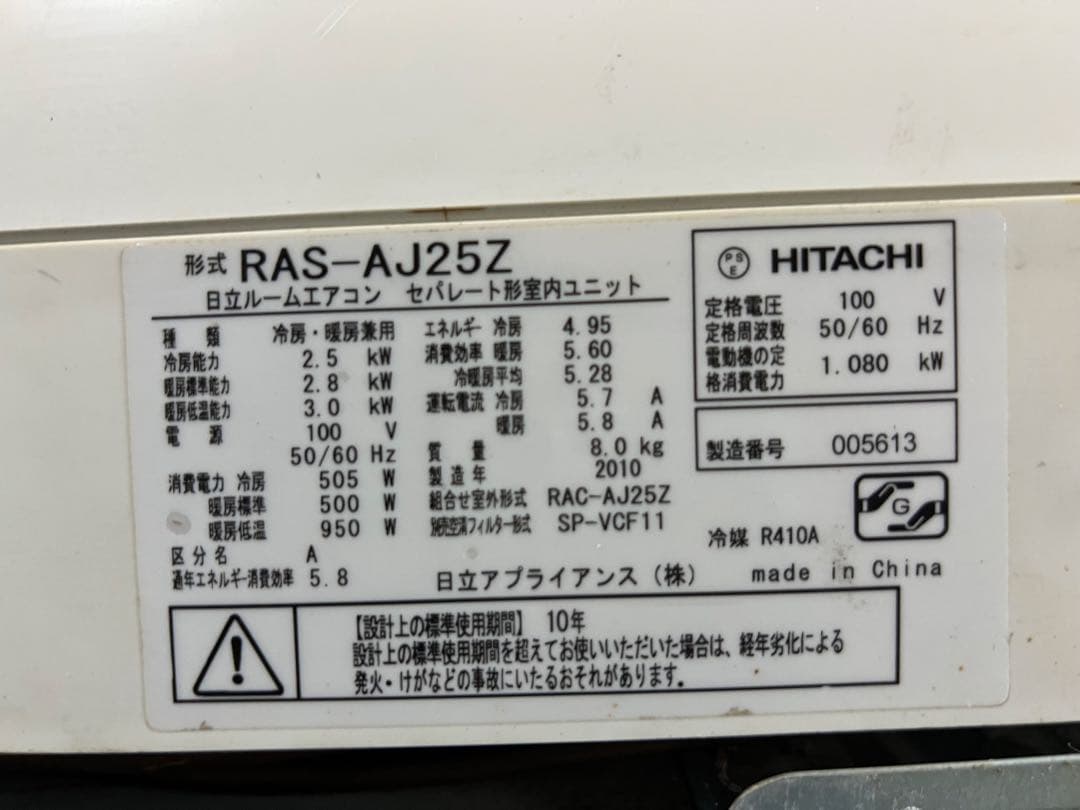 形式 RAS-AJ25Z
日立ルームエアコン セパレート形室内ユニット
種類 冷房・暖房兼用
冷房能力 2.5 kW
暖房標準能力 2.8 kW
暖房低温能力 3.0 kW
電源 100 V
50/60 Hz
消費電力 冷房 505 W
暖房標準 500 W
暖房低温 950 W
区分名 A
通年エネルギー消費効率 5.8
エネルギー 冷房 4.95
消費効率 暖房 5.60
冷暖房平均 5.28
運転電流 冷房 5.7 A
暖房 5.8 A
質量 8.0 kg
製造年 2010
組合せ室外形式 RAC-AJ25Z
別売空清フィルター形式 SP-VCF11
日立アプライアンス(株)
PS
E
HITACHI
定格電圧 100 V
定格周波数 50/60 Hz
電動機の定
格消費電力 1.080 kW
製造番号 005613
G
冷媒 R410A
made in China
【設計上の標準使用期間】 10年
設計上の標準使用期間を超えてお使いいただいた場合は、経年劣化による
発火・けがなどの事故にいたるおそれがあります。